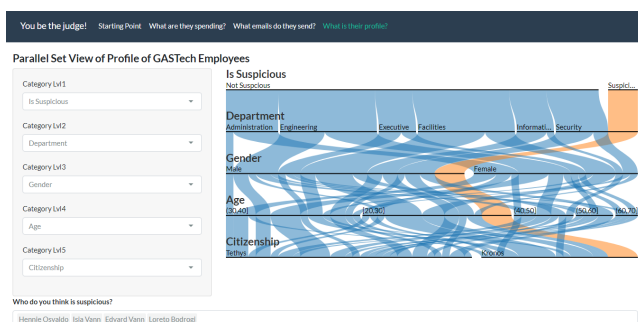 You be the judge! Starting Point What are they spending? What emails do they send? What is their profile?
Parallel Set View of Profile of GASTech Employees
Category Lvl1
Is Suspicious
Category Lvl2
Department
Category Lvl3
Gender
Category Lvl4
Age
Category Lvl5
Citizenship
Is Suspicious
Not Suspcious Suspici...
Department
Administration Engineering Executive Facilities Informati... Security
Gender
Male Female
Age
(30,40] (20,30] (40,50] (50,60] (60,70]
Citizenship
Tethys Kronos
Who do you think is suspicious?
Hennie Osvaldo Isia Vann Edvard Vann Loreto Bodrogi